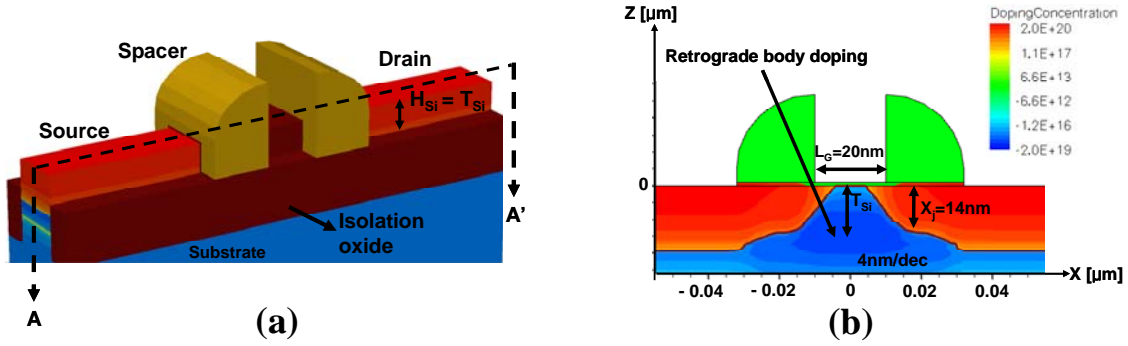 Spacer
Drain
H_Si = T_Si
Source
A'
Isolation
oxide
Substrate
A
(a)
Z [µm]
DopingConcentration
2.0E+20
1.1E+17
6.6E+13
-6.6E+12
-1.2E+16
-2.0E+19
Retrograde body doping
L_G=20nm
0
T_Si
X_j=14nm
4nm/dec
X [µm]
- 0.04
- 0.02
0
0.02
0.04
(b)